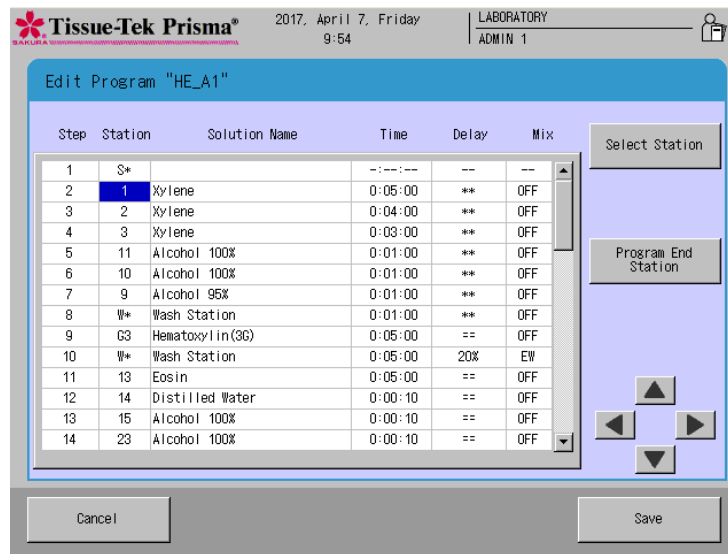 Tissue-Tek Prisma®
SAKURA
2017, April 7, Friday
9:54
LABORATORY
ADMIN 1
Edit Program "HE_A1"
Step Station Solution Name Time Delay Mix
1 S* -:--:-- -- --
2 1 Xylene 0:05:00 ** OFF
3 2 Xylene 0:04:00 ** OFF
4 3 Xylene 0:03:00 ** OFF
5 11 Alcohol 100% 0:01:00 ** OFF
6 10 Alcohol 100% 0:01:00 ** OFF
7 9 Alcohol 95% 0:01:00 ** OFF
8 W* Wash Station 0:01:00 ** OFF
9 G3 Hematoxylin(3G) 0:05:00 == OFF
10 W* Wash Station 0:05:00 20% EW
11 13 Eosin 0:05:00 == OFF
12 14 Distilled Water 0:00:10 == OFF
13 15 Alcohol 100% 0:00:10 == OFF
14 23 Alcohol 100% 0:00:10 == OFF
Select Station
Program End
Station
Cancel
Save